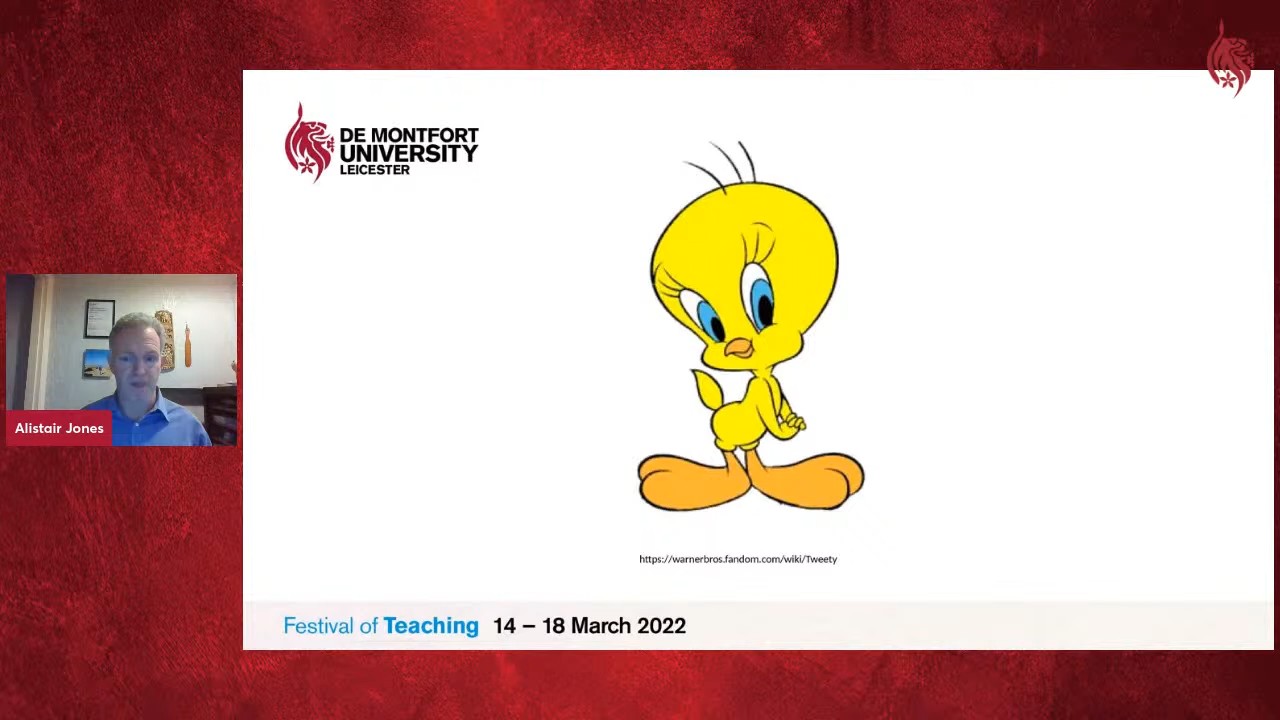 DE MONTFORT
UNIVERSITY
LEICESTER
Alistair Jones
https://warnerbros.fandom.com/wiki/Tweety
Festival of Teaching 14 – 18 March 2022